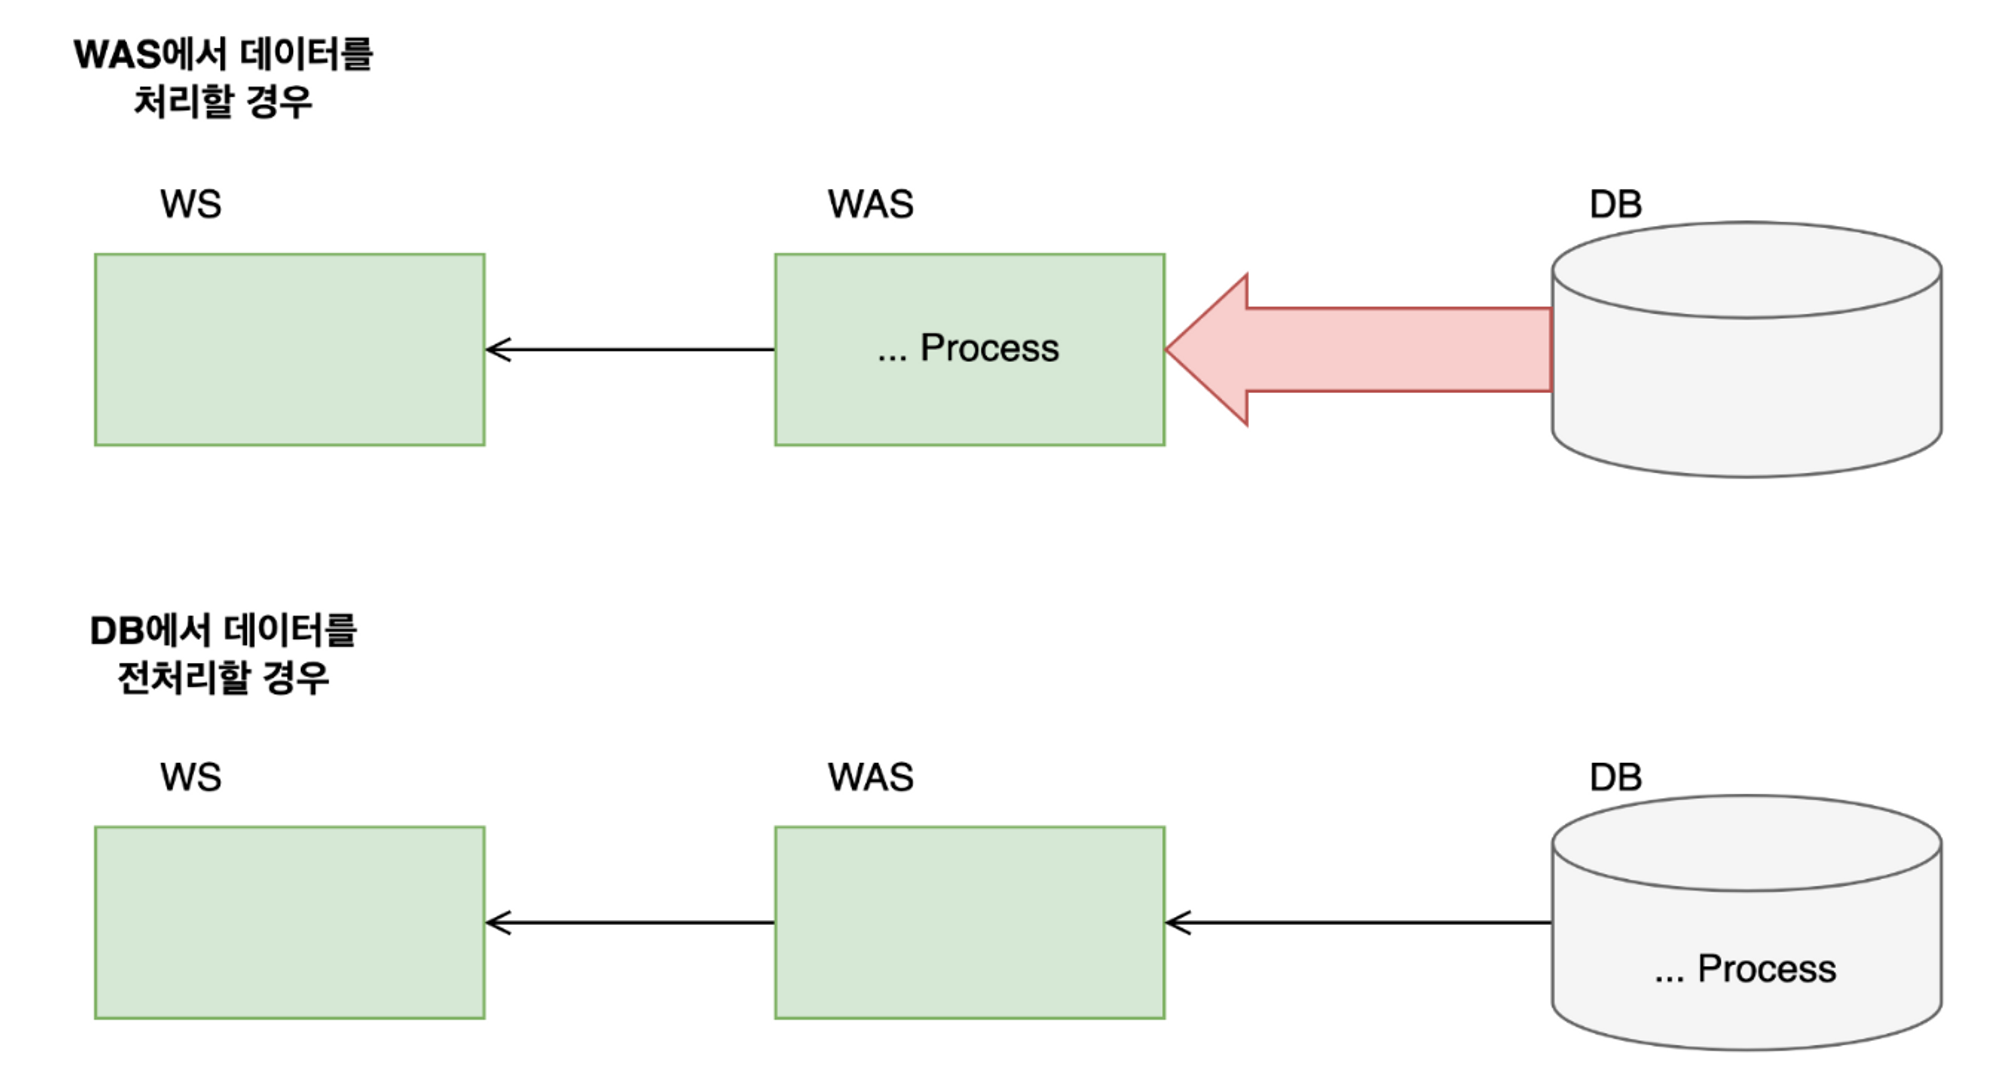 WAS에서 데이터를
처리할 경우
WS
WAS
DB
... Process
DB에서 데이터를
전처리할 경우
WS
WAS
DB
... Process